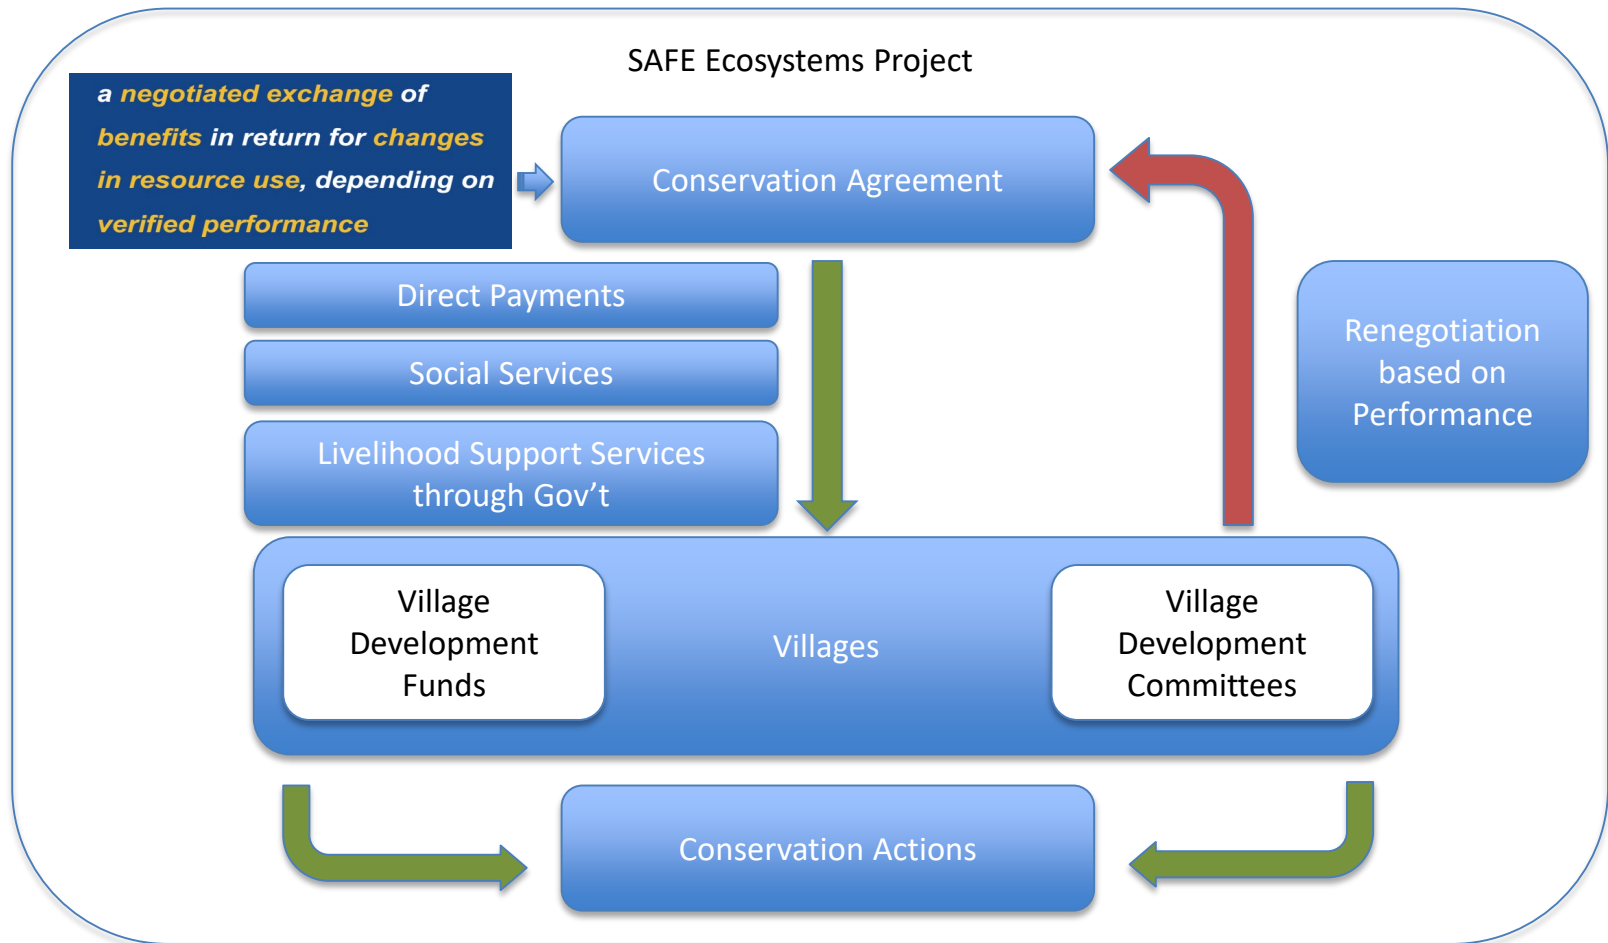 SAFE Ecosystems Project
a negotiated exchange of
benefits in return for changes
in resource use, depending on
verified performance
Conservation Agreement
Direct Payments
Social Services
Livelihood Support Services
through Gov’t
Renegotiation
based on
Performance
Village
Development
Funds
Villages
Village
Development
Committees
Conservation Actions